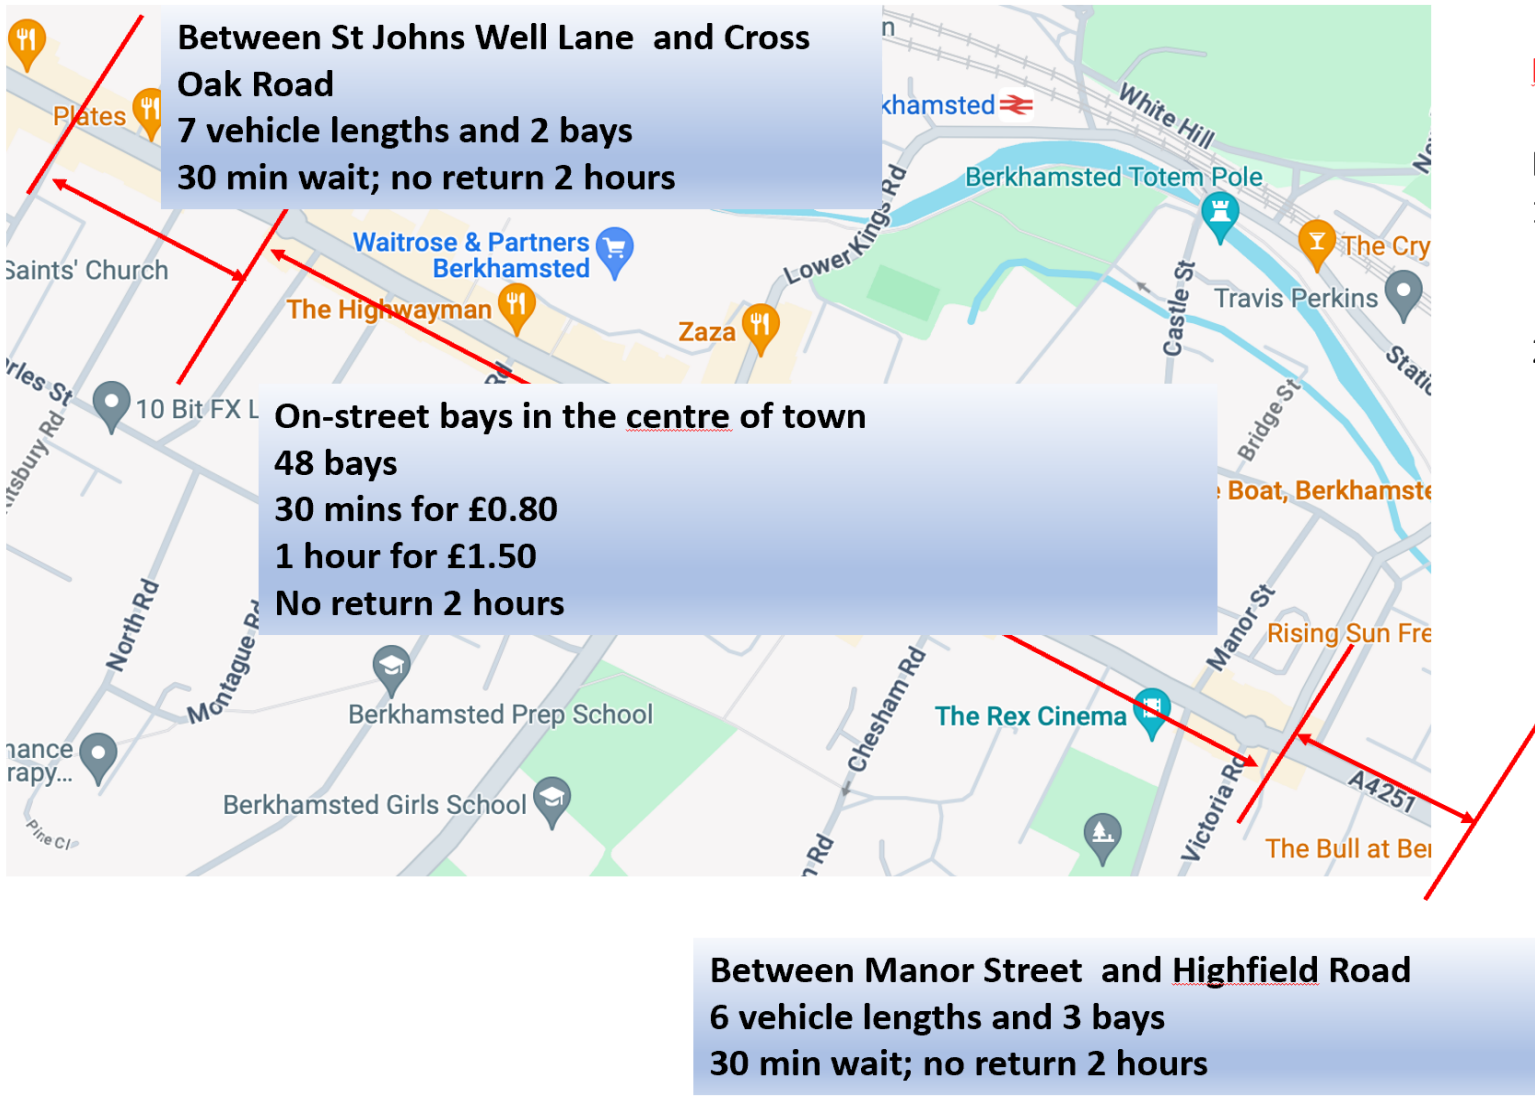 Between St Johns Well Lane  and Cross
Oak Road
7 vehicle lengths and 2 bays
30 min wait; no return 2 hours
White Hill
Plates
Berkhamsted Totem Pole
Lower Kings Rd
Waitrose & Partners
Berkhamsted
The Cry
Saints' Church
Travis Perkins
The Highwayman
Castle St
Zaza
Rd
10 Bit FX L
Bridge St
On-street bays in the centre of town
48 bays
30 mins for £0.80
1 hour for £1.50
No return 2 hours
Boat, Berkhamste
North Rd
Montague Rd
Manor St
Rising Sun Fre
Berkhamsted Prep School
The Rex Cinema
Chesham Rd
Berkhamsted Girls School
Victoria Rd
A4251
Pine Cl
The Bull at Ber
Between Manor Street  and Highfield Road
6 vehicle lengths and 3 bays
30 min wait; no return 2 hours